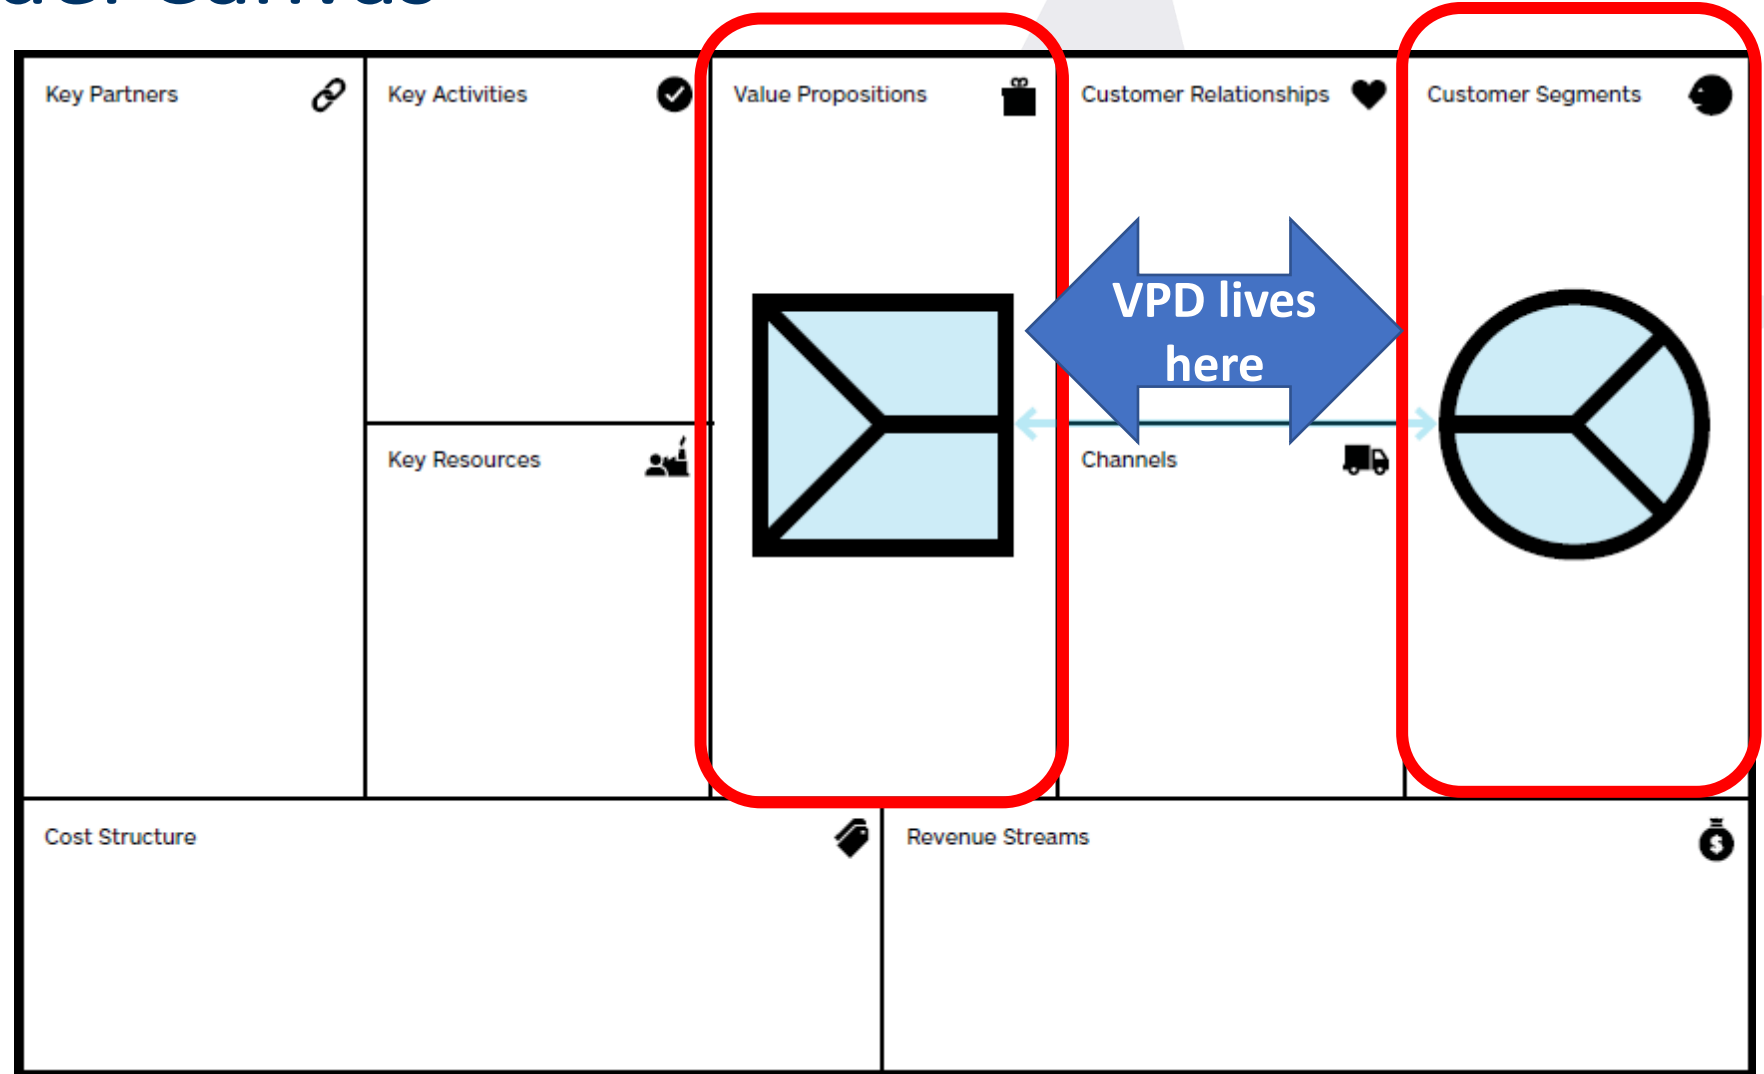 Canvas
Key Partners
Key Activities
Value Propositions
Customer Relationships
Customer Segments
VPD lives
here
Key Resources
Channels
Cost Structure
Revenue Streams
$